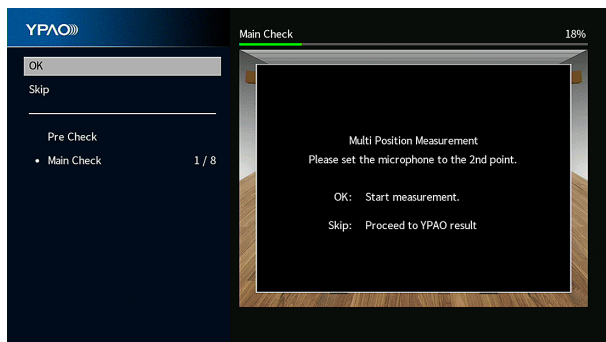 YPAO
OK
Skip
Pre Check
• Main Check 1 / 8
Main Check 18%
Multi Position Measurement
Please set the microphone to the 2nd point.
OK: Start measurement.
Skip: Proceed to YPAO result